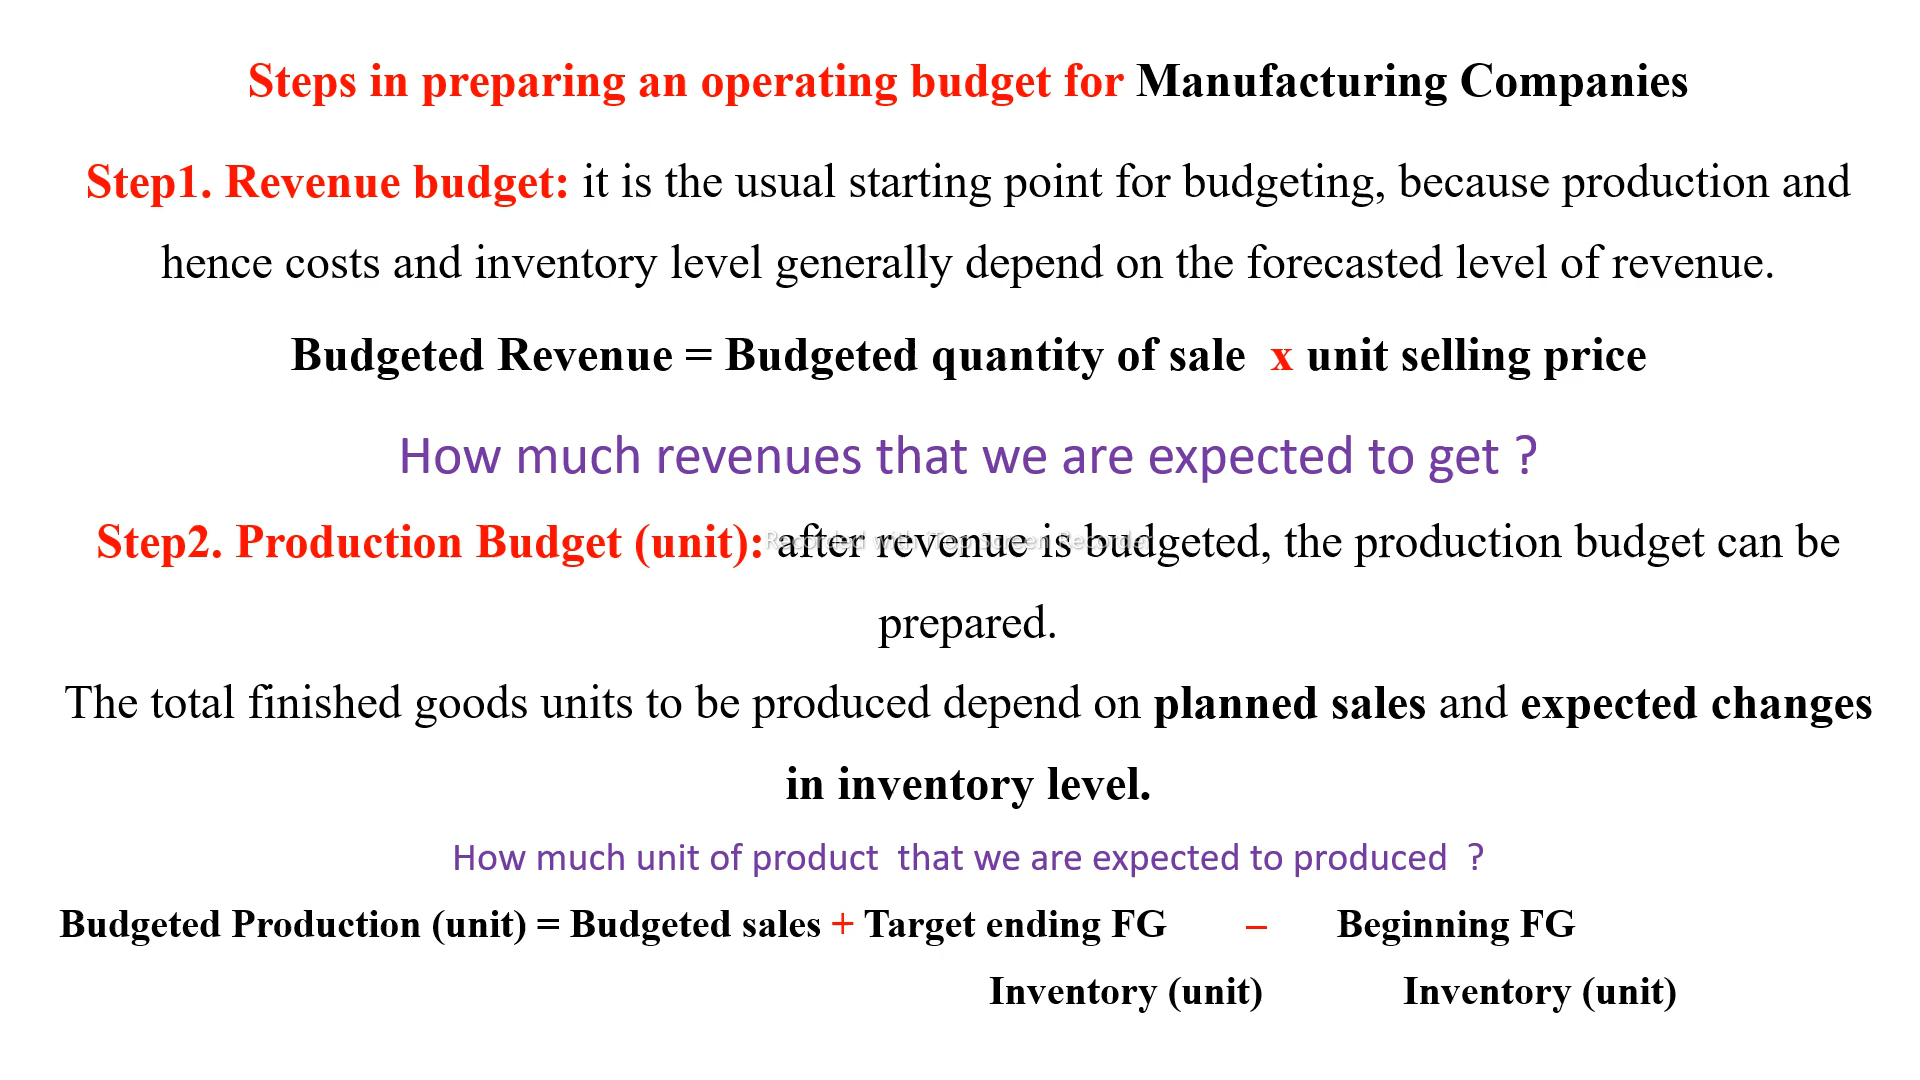 Steps in preparing an operating budget for Manufacturing Companies
Step1. Revenue budget: it is the usual starting point for budgeting, because production and
hence costs and inventory level generally depend on the forecasted level of revenue.
Budgeted Revenue = Budgeted quantity of sale x unit selling price
How much revenues that we are expected to get ?
Step2. Production Budget (unit): after revenue is budgeted, the production budget can be
Recorded with iTop Screen Recorder
prepared.
The total finished goods units to be produced depend on planned sales and expected changes
in inventory level.
How much unit of product that we are expected to produced ?
Budgeted Production (unit) = Budgeted sales + Target ending FG – Beginning FG
Inventory (unit) Inventory (unit)